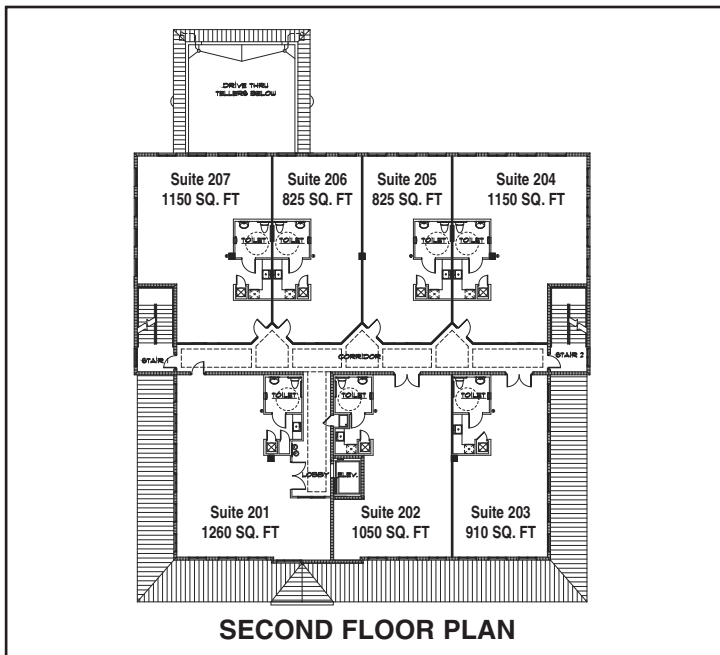 DRIVE THRU
TELLERS BELOW
Suite 207
1150 SQ. FT
Suite 206
825 SQ. FT
Suite 205
825 SQ. FT
Suite 204
1150 SQ. FT
TOILET
TOILET
TOILET
TOILET
STAIR
CORRIDOR
STAIR 2
TOILET
TOILET
TOILET
LOBBY
ELEV.
Suite 201
1260 SQ. FT
Suite 202
1050 SQ. FT
Suite 203
910 SQ. FT
SECOND FLOOR PLAN